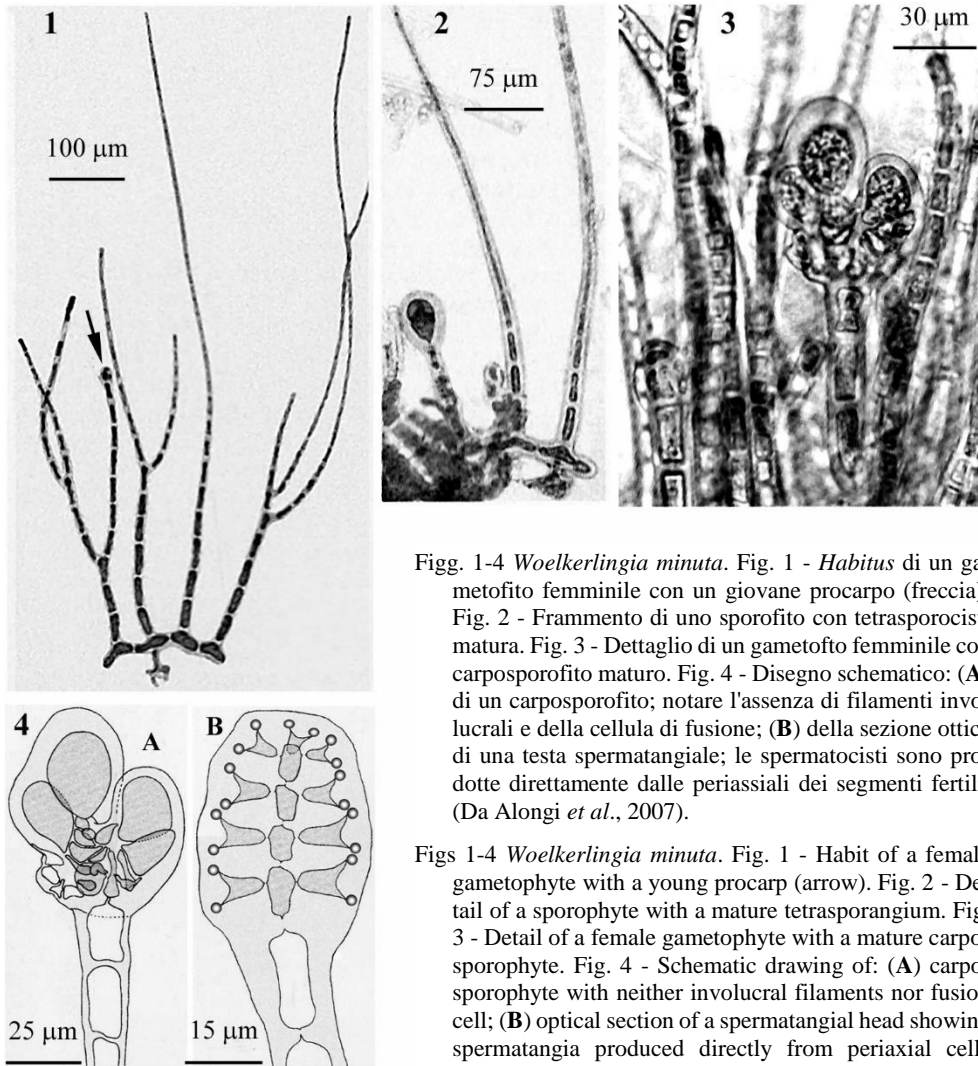 1
100 μm
2
75 μm
3
30 μm
4
A
25 μm
B
15 μm
Figg. 1-4 Woelkerlingia minuta. Fig. 1 - Habitus di un ga-
metofito femminile con un giovane procarpo (freccia)
Fig. 2 - Frammento di uno sporofito con tetrasporocist
matura. Fig. 3 - Dettaglio di un gametofto femminile co
carposporofito maturo. Fig. 4 - Disegno schematico: (A
di un carposporofito; notare l'assenza di filamenti invo
lucrali e della cellula di fusione; (B) della sezione ottic
di una testa spermatangiale; le spermatocisti sono pro
dotte direttamente dalle periassiali dei segmenti fertil
(Da Alongi et al., 2007).
Figs 1-4 Woelkerlingia minuta. Fig. 1 - Habit of a femal
gametophyte with a young procarp (arrow). Fig. 2 - De
tail of a sporophyte with a mature tetrasporangium. Fig
3 - Detail of a female gametophyte with a mature carpo
sporophyte. Fig. 4 - Schematic drawing of: (A) carpo
sporophyte with neither involucral filaments nor fusion
cell; (B) optical section of a spermatangial head showin
spermatangia produced directly from periaxial cell